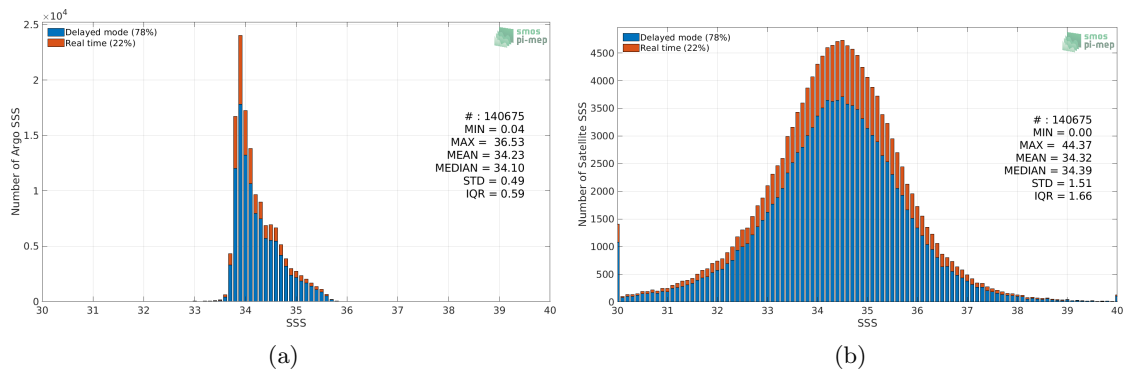 2.5 ×10⁴
Delayed mode (78%)
Real time (22%)
smos
pi-mep
2
1.5
1
0.5
0
Number of Argo SSS
# : 140675
MIN = 0.04
MAX = 36.53
MEAN = 34.23
MEDIAN = 34.10
STD = 0.49
IQR = 0.59
30 31 32 33 34 35 36 37 38 39 40
SSS
(a)
Delayed mode (78%)
Real time (22%)
smos
pi-mep
4500
4000
3500
3000
2500
2000
1500
1000
500
0
Number of Satellite SSS
# : 140675
MIN = 0.00
MAX = 44.37
MEAN = 34.32
MEDIAN = 34.39
STD = 1.51
IQR = 1.66
30 31 32 33 34 35 36 37 38 39 40
SSS
(b)